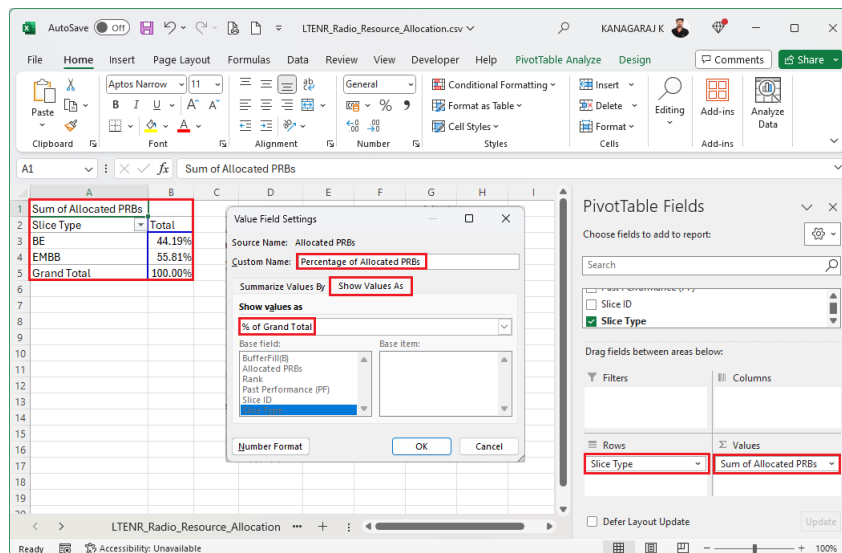 AutoSave Off LTENR_Radio_Resource_Allocation.csv KANAGARAJ K
File Home Insert Page Layout Formulas Data Review View Developer Help PivotTable Analyze Design Comments Share
Paste
Clipboard
Aptos Narrow 11
B I U A A
Font
ab
Alignment
General
% 9
Number
Conditional Formatting
Format as Table
Cell Styles
Styles
Insert
Delete
Format
Cells
Editing
Add-ins
Add-ins
Analyze
Data
A1 fx Sum of Allocated PRBs
A B C D E F G H I
1 Sum of Allocated PRBs
2 Slice Type Total
3 BE 44.19%
4 EMBB 55.81%
5 Grand Total 100.00%
6
7
8
9
10
11
12
13
14
15
16
17
18
19
Value Field Settings
Source Name: Allocated PRBs
Custom Name: Percentage of Allocated PRBs
Summarize Values By Show Values As
Show values as
% of Grand Total
Base field: Base item:
BufferFill(B)
Allocated PRBs
Rank
Past Performance (PF)
Slice ID
Slice Type
Number Format OK Cancel
PivotTable Fields
Choose fields to add to report:
Search
Slice ID
Slice Type
Drag fields between areas below:
Filters Columns
Rows Σ Values
Slice Type Sum of Allocated PRBs
Defer Layout Update Update
LTENR_Radio_Resource_Allocation ... +
Ready Accessibility: Unavailable 100%